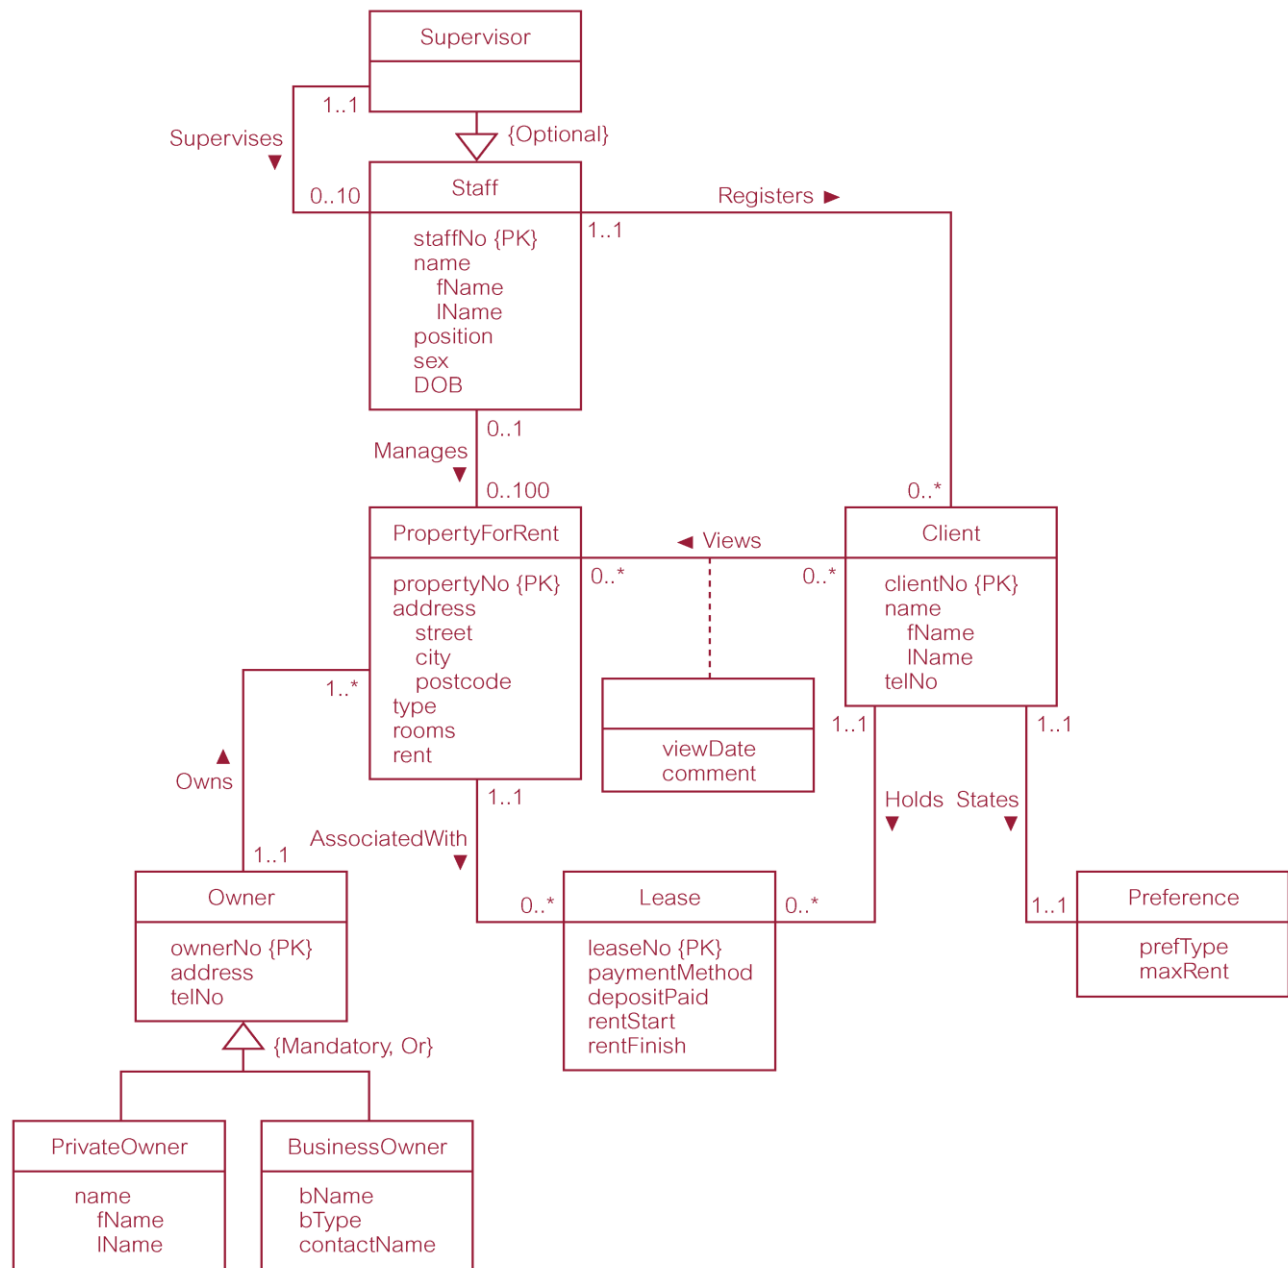 Supervisor
1..1
{Optional}
Supervises ▼
0..10
Staff
Registers ►
1..1
staffNo {PK}
name
fName
lName
position
sex
DOB
0..1
Manages ▼
0..100
0..*
PropertyForRent
◄ Views
Client
0..*
0..*
propertyNo {PK}
address
street
city
postcode
type
rooms
rent
clientNo {PK}
name
fName
lName
telNo
1..*
viewDate
comment
1..1
1..1
▲
Owns
1..1
Holds ▼
States ▼
AssociatedWith ▼
1..1
Owner
0..*
Lease
0..*
1..1
Preference
ownerNo {PK}
address
telNo
leaseNo {PK}
paymentMethod
depositPaid
rentStart
rentFinish
prefType
maxRent
{Mandatory, Or}
PrivateOwner
name
fName
lName
BusinessOwner
bName
bType
contactName